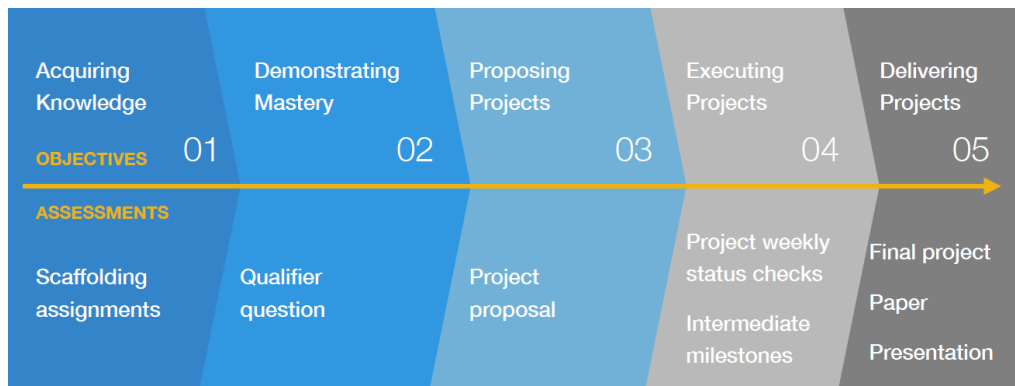 Acquiring
Knowledge
01
Demonstrating
Mastery
02
Proposing
Projects
03
Executing
Projects
04
Delivering
Projects
05
OBJECTIVES
ASSESSMENTS
Scaffolding
assignments
Qualifier
question
Project
proposal
Project weekly
status checks
Intermediate
milestones
Final project
Paper
Presentation